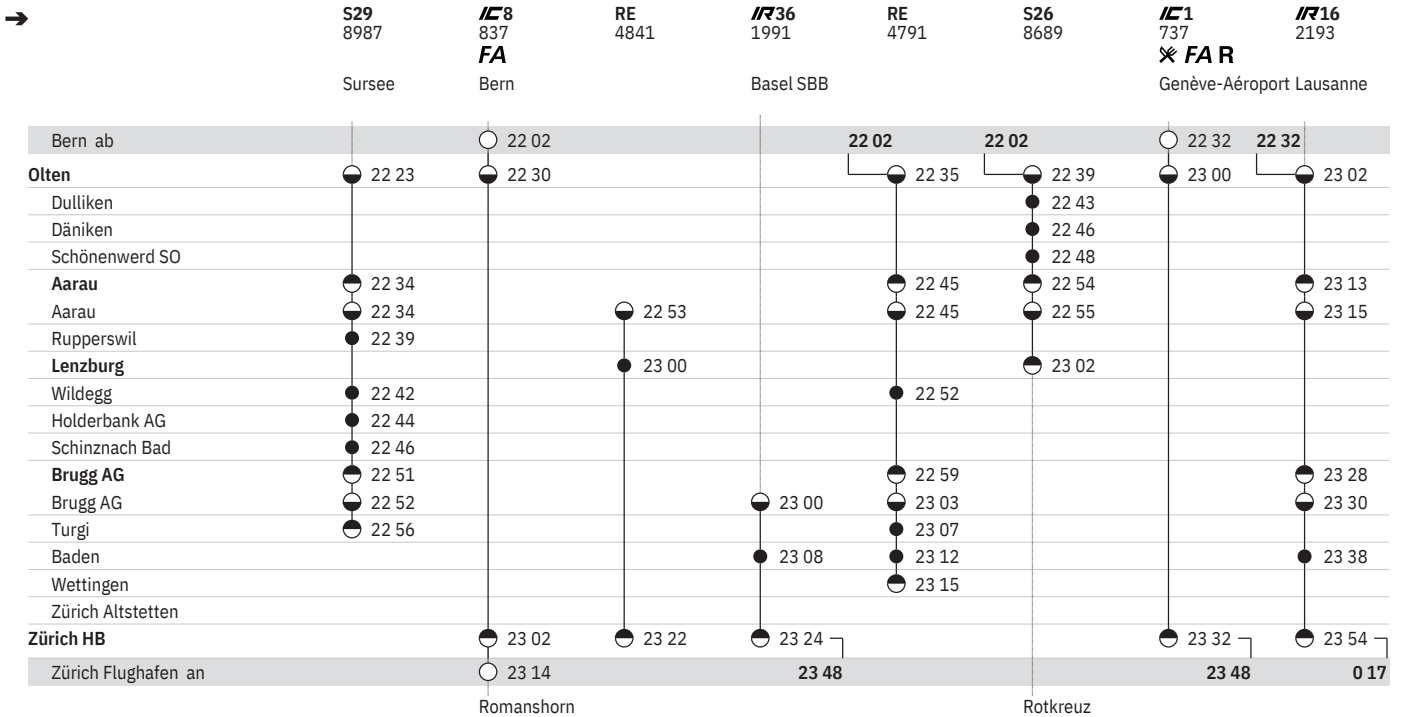 ➔ S29 IC8 RE IR36 RE S26 IC1 IR16
8987 837 4841 1991 4791 8689 737 2193
FA FA R
Sursee Bern Basel SBB Genève-Aéroport Lausanne
Bern ab 22 02 22 02 22 02 22 32 22 32
Olten 22 23 22 30 22 35 22 39 23 00 23 02
Dulliken 22 43
Däniken 22 46
Schönenwerd SO 22 48
Aarau 22 34 22 45 22 54 23 13
Aarau 22 34 22 53 22 45 22 55 23 15
Rupperswil 22 39
Lenzburg 23 00 23 02
Wildegg 22 42 22 52
Holderbank AG 22 44
Schinznach Bad 22 46
Brugg AG 22 51 22 59 23 28
Brugg AG 22 52 23 00 23 03 23 30
Turgi 22 56 23 07
Baden 23 08 23 12 23 38
Wettingen 23 15
Zürich Altstetten
Zürich HB 23 02 23 22 23 24 23 32 23 54
Zürich Flughafen an 23 14 23 48 23 48 0 17
Romanshorn Rotkreuz